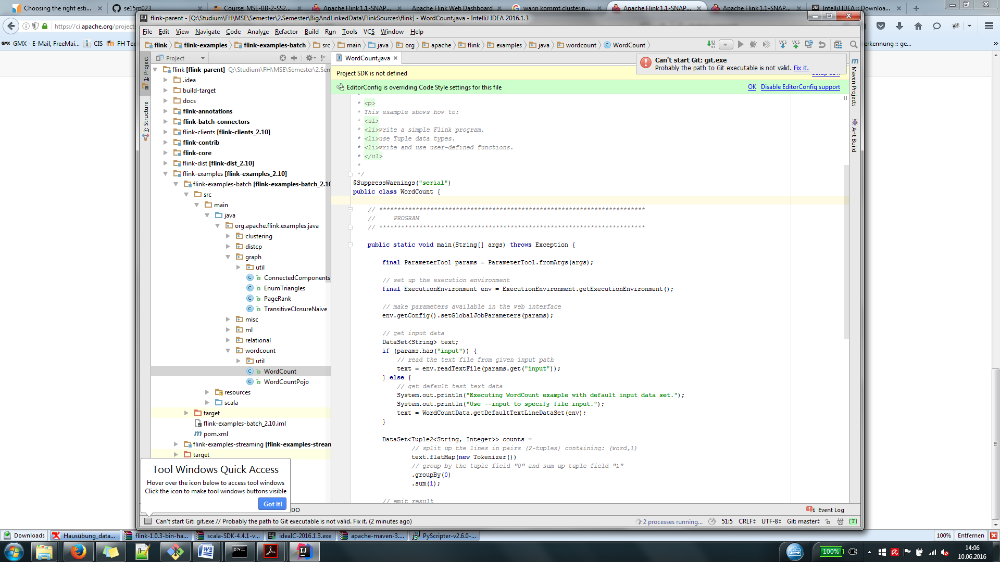 Choosing the right esti...
se15m023
Course: MSE-BB-2-SS2...
Apache Flink 1.1-SNAP...
Apache Flink Web Dashboard
wann kommt clusterin...
Apache Flink 1.1-SNAP...
Apache Flink 1.1-SNAP...
IntelliJ IDEA :: Downloa...
https://ci.apache.org/projects
GMX - E-Mail, FreeMai...
CIS
FH Tec
erkennung :: ge...
flink-parent - [Q:\Studium\FH\MSE\Semester\2.Semester\BigAndLinkedData\FlinkSources\flink] - WordCount.java - IntelliJ IDEA 2016.1.3
File Edit View Navigate Code Analyze Refactor Build Run Tools VCS Window Help
flink flink-examples flink-examples-batch src main java org apache flink examples java wordcount WordCount
Project
WordCount.java
Can't start Git: git.exe
Probably the path to Git executable is not valid. Fix it.
Project SDK is not defined
EditorConfig is overriding Code Style settings for this file
OK Disable EditorConfig support
1: Project
7: Structure
Maven Projects
Ant Build
flink [flink-parent] Q:\Studium\FH\MSE\Semester\2.Sem
.idea
build-target
docs
flink-annotations
flink-batch-connectors
flink-clients [flink-clients_2.10]
flink-contrib
flink-core
flink-dist [flink-dist_2.10]
flink-examples [flink-examples_2.10]
flink-examples-batch [flink-examples-batch_2.10
src
main
java
org.apache.flink.examples.java
clustering
distcp
graph
util
ConnectedComponents
EnumTriangles
PageRank
TransitiveClosureNaive
misc
ml
relational
wordcount
util
WordCount
WordCountPojo
resources
scala
target
flink-examples-batch_2.10.iml
pom.xml
flink-examples-streaming [flink-examples-stream
target
* <p>
* This example shows how to:
* <ul>
* <li>write a simple Flink program.
* <li>use Tuple data types.
* <li>write and use user-defined functions.
* </ul>
*
*/
@SuppressWarnings("serial")
public class WordCount {
// *************************************************************************
// PROGRAM
// *************************************************************************
public static void main(String[] args) throws Exception {
final ParameterTool params = ParameterTool.fromArgs(args);
// set up the execution environment
final ExecutionEnvironment env = ExecutionEnvironment.getExecutionEnvironment();
// make parameters available in the web interface
env.getConfig().setGlobalJobParameters(params);
// get input data
DataSet<String> text;
if (params.has("input")) {
// read the text file from given input path
text = env.readTextFile(params.get("input"));
} else {
// get default test text data
System.out.println("Executing WordCount example with default input data set.");
System.out.println("Use --input to specify file input.");
text = WordCountData.getDefaultTextLineDataSet(env);
}
DataSet<Tuple2<String, Integer>> counts =
// split up the lines in pairs (2-tuples) containing: (word,1)
text.flatMap(new Tokenizer())
// group by the tuple field "0" and sum up tuple field "1"
.groupBy(0)
.sum(1);
// emit result
Tool Windows Quick Access
Hover over the icon below to access tool windows
Click the icon to make tool windows buttons visible
Got it!
DO
1 Event Log
Can't start Git: git.exe // Probably the path to Git executable is not valid. Fix it. (2 minutes ago)
2 processes running... 51:5 CRLF UTF-8 Git: master [T]
Downloads
Hausübung_data...
flink-1.0.3-bin-ha...
scala-SDK-4.4.1-v...
ideaIC-2016.1.3.exe
apache-maven-3....
PyScripter-v2.6.0-...
100%
Entfernen
100%
14:06
10.06.2016